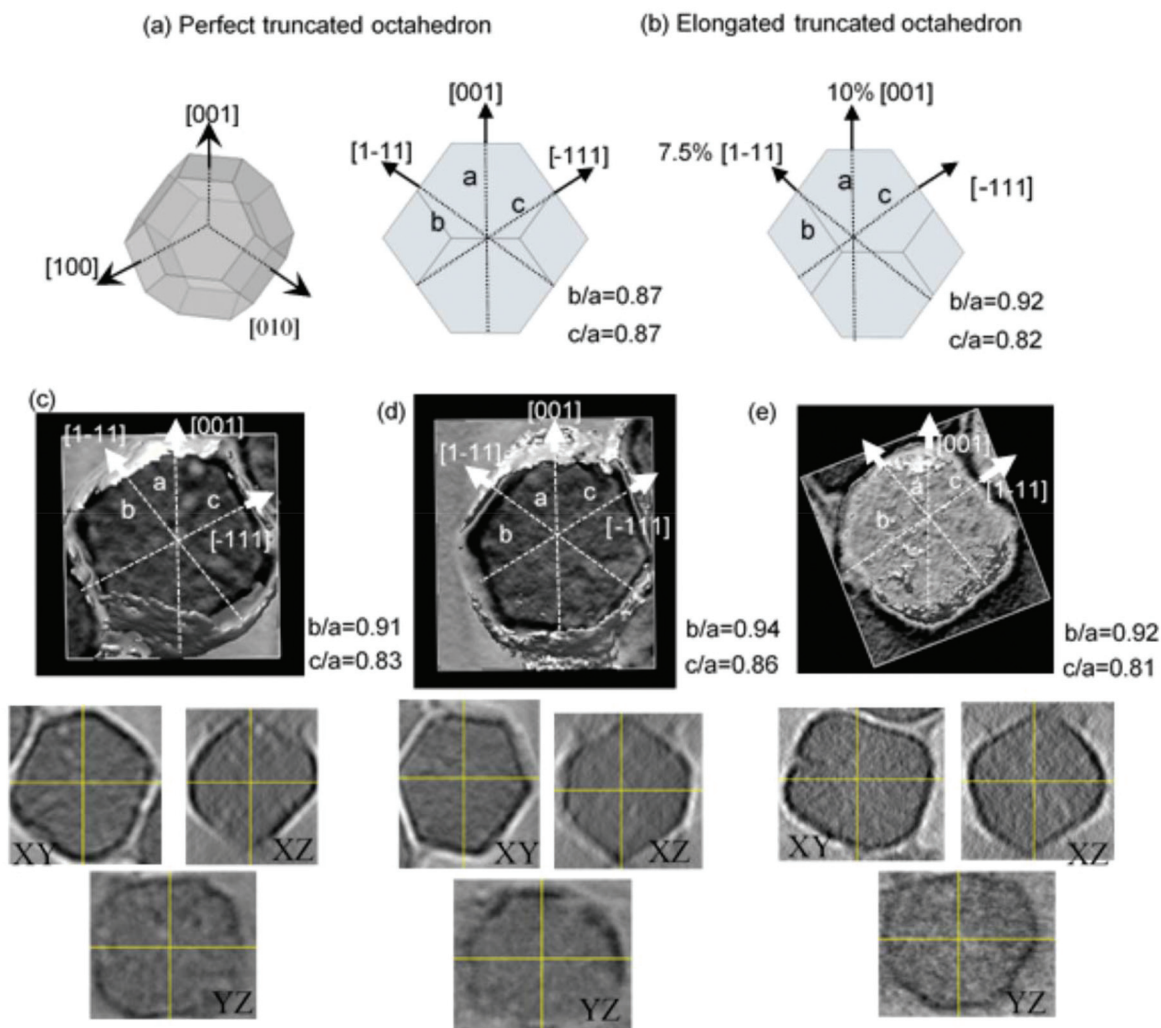 (a) Perfect truncated octahedron
(b) Elongated truncated octahedron
[001]
[100]
[010]
[001]
[1-11]
[-111]
a
b
c
b/a=0.87
c/a=0.87
10% [001]
7.5% [1-11]
[-111]
a
b
c
b/a=0.92
c/a=0.82
(c)
[1-11]
[001]
a
b
c
[-111]
b/a=0.91
c/a=0.83
(d)
[001]
[1-11]
a
b
c
[-111]
b/a=0.94
c/a=0.86
(e)
[001]
a
c
[1-11]
b
b/a=0.92
c/a=0.81
XY
XZ
YZ
XY
XZ
YZ
XY
XZ
YZ